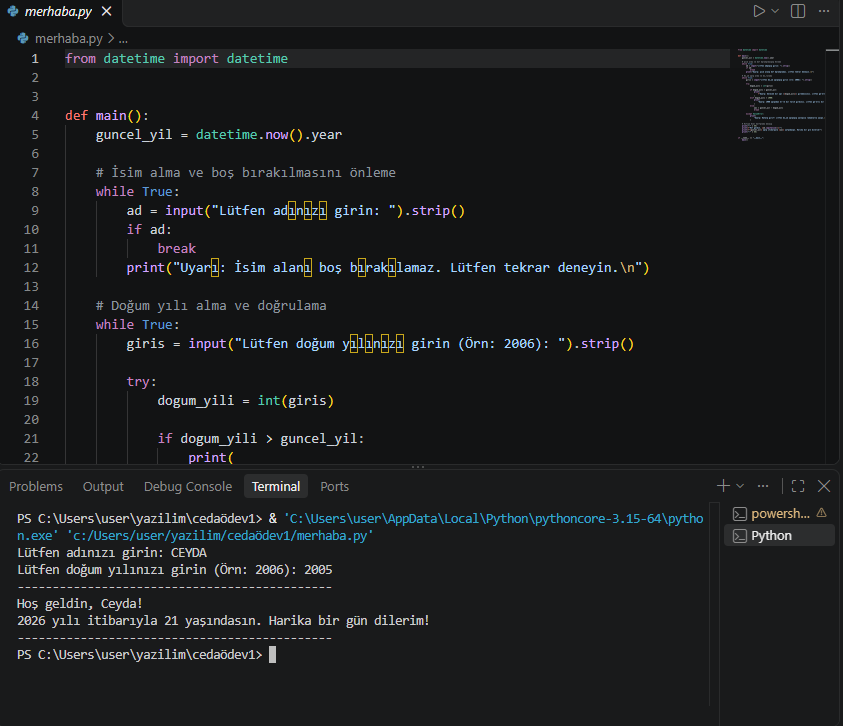 merhaba.py
merhaba.py > ...
1 from datetime import datetime
2
3
4 def main():
5 guncel_yil = datetime.now().year
6
7 # İsim alma ve boş bırakılmasını önleme
8 while True:
9 ad = input("Lütfen adınızı girin: ").strip()
10 if ad:
11 break
12 print("Uyarı: İsim alanı boş bırakılamaz. Lütfen tekrar deneyin.\n")
13
14 # Doğum yılı alma ve doğrulama
15 while True:
16 giris = input("Lütfen doğum yılınızı girin (Örn: 2006): ").strip()
17
18 try:
19 dogum_yili = int(giris)
20
21 if dogum_yili > guncel_yil:
22 print(
Problems Output Debug Console Terminal Ports
PS C:\Users\user\yazilim\cedaödev1> & 'C:\Users\user\AppData\Local\Python\pythoncore-3.15-64\pytho
n.exe' 'c:/Users/user/yazilim/cedaödev1/merhaba.py'
Lütfen adınızı girin: CEYDA
Lütfen doğum yılınızı girin (Örn: 2006): 2005
---------------------------------------------
Hoş geldin, Ceyda!
2026 yılı itibarıyla 21 yaşındasın. Harika bir gün dilerim!
---------------------------------------------
PS C:\Users\user\yazilim\cedaödev1>
powersh...
Python